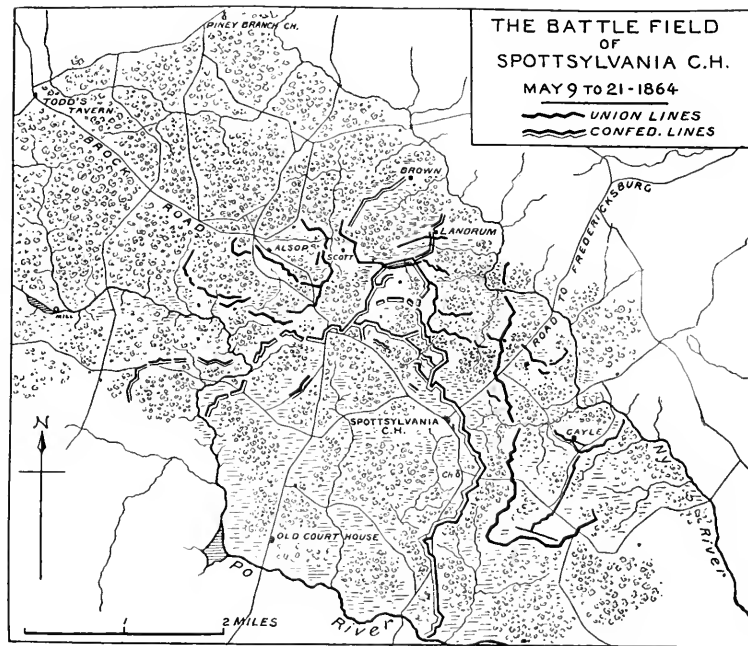 THE BATTLE FIELD
OF
SPOTTSYLVANIA C.H.
MAY 9 TO 21-1864
UNION LINES
CONFED. LINES
PINEY BRANCH CH.
TODD'S
TAVERN
BROCK ROAD
BROWN
LANDRUM
ALSOP
SCOTT
ROAD TO FREDERICKSBURG
MILL
N
SPOTTSYLVANIA
C.H.
GAYLE
Ch
OLD COURT HOUSE
NY River
PO River
1 2 MILES